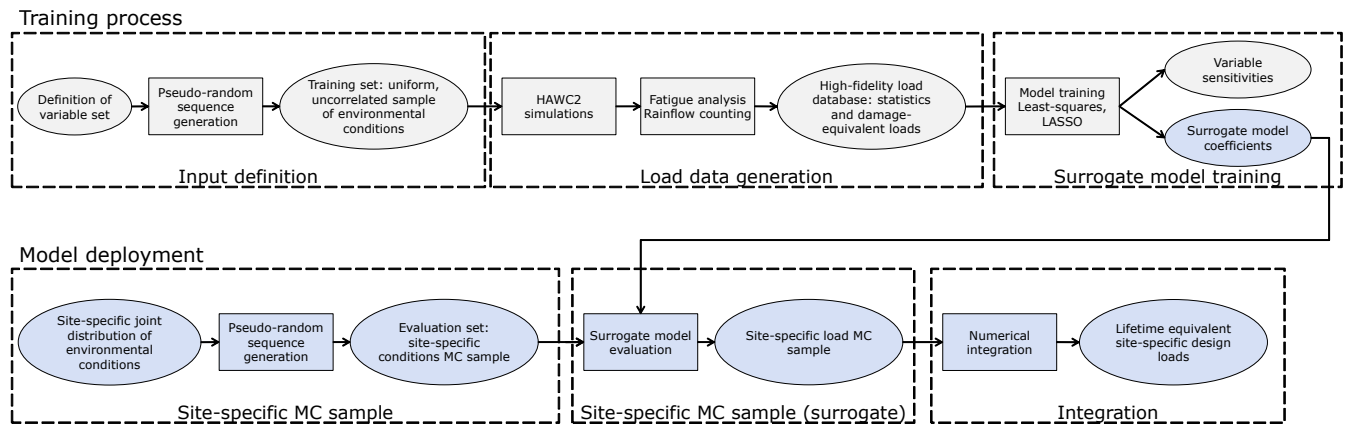 Training process
Definition of
variable set
Pseudo-random
sequence
generation
Training set: uniform,
uncorrelated sample
of environmental
conditions
Input definition
HAWC2
simulations
Fatigue analysis
Rainflow counting
High-fidelity load
database: statistics
and damage-
equivalent loads
Load data generation
Model training
Least-squares,
LASSO
Variable
sensitivities
Surrogate model
coefficients
Surrogate model training
Model deployment
Site-specific joint
distribution of
environmental
conditions
Pseudo-random
sequence
generation
Evaluation set:
site-specific
conditions MC sample
Site-specific MC sample
Surrogate model
evaluation
Site-specific load MC
sample
Site-specific MC sample (surrogate)
Numerical
integration
Lifetime equivalent
site-specific design
loads
Integration